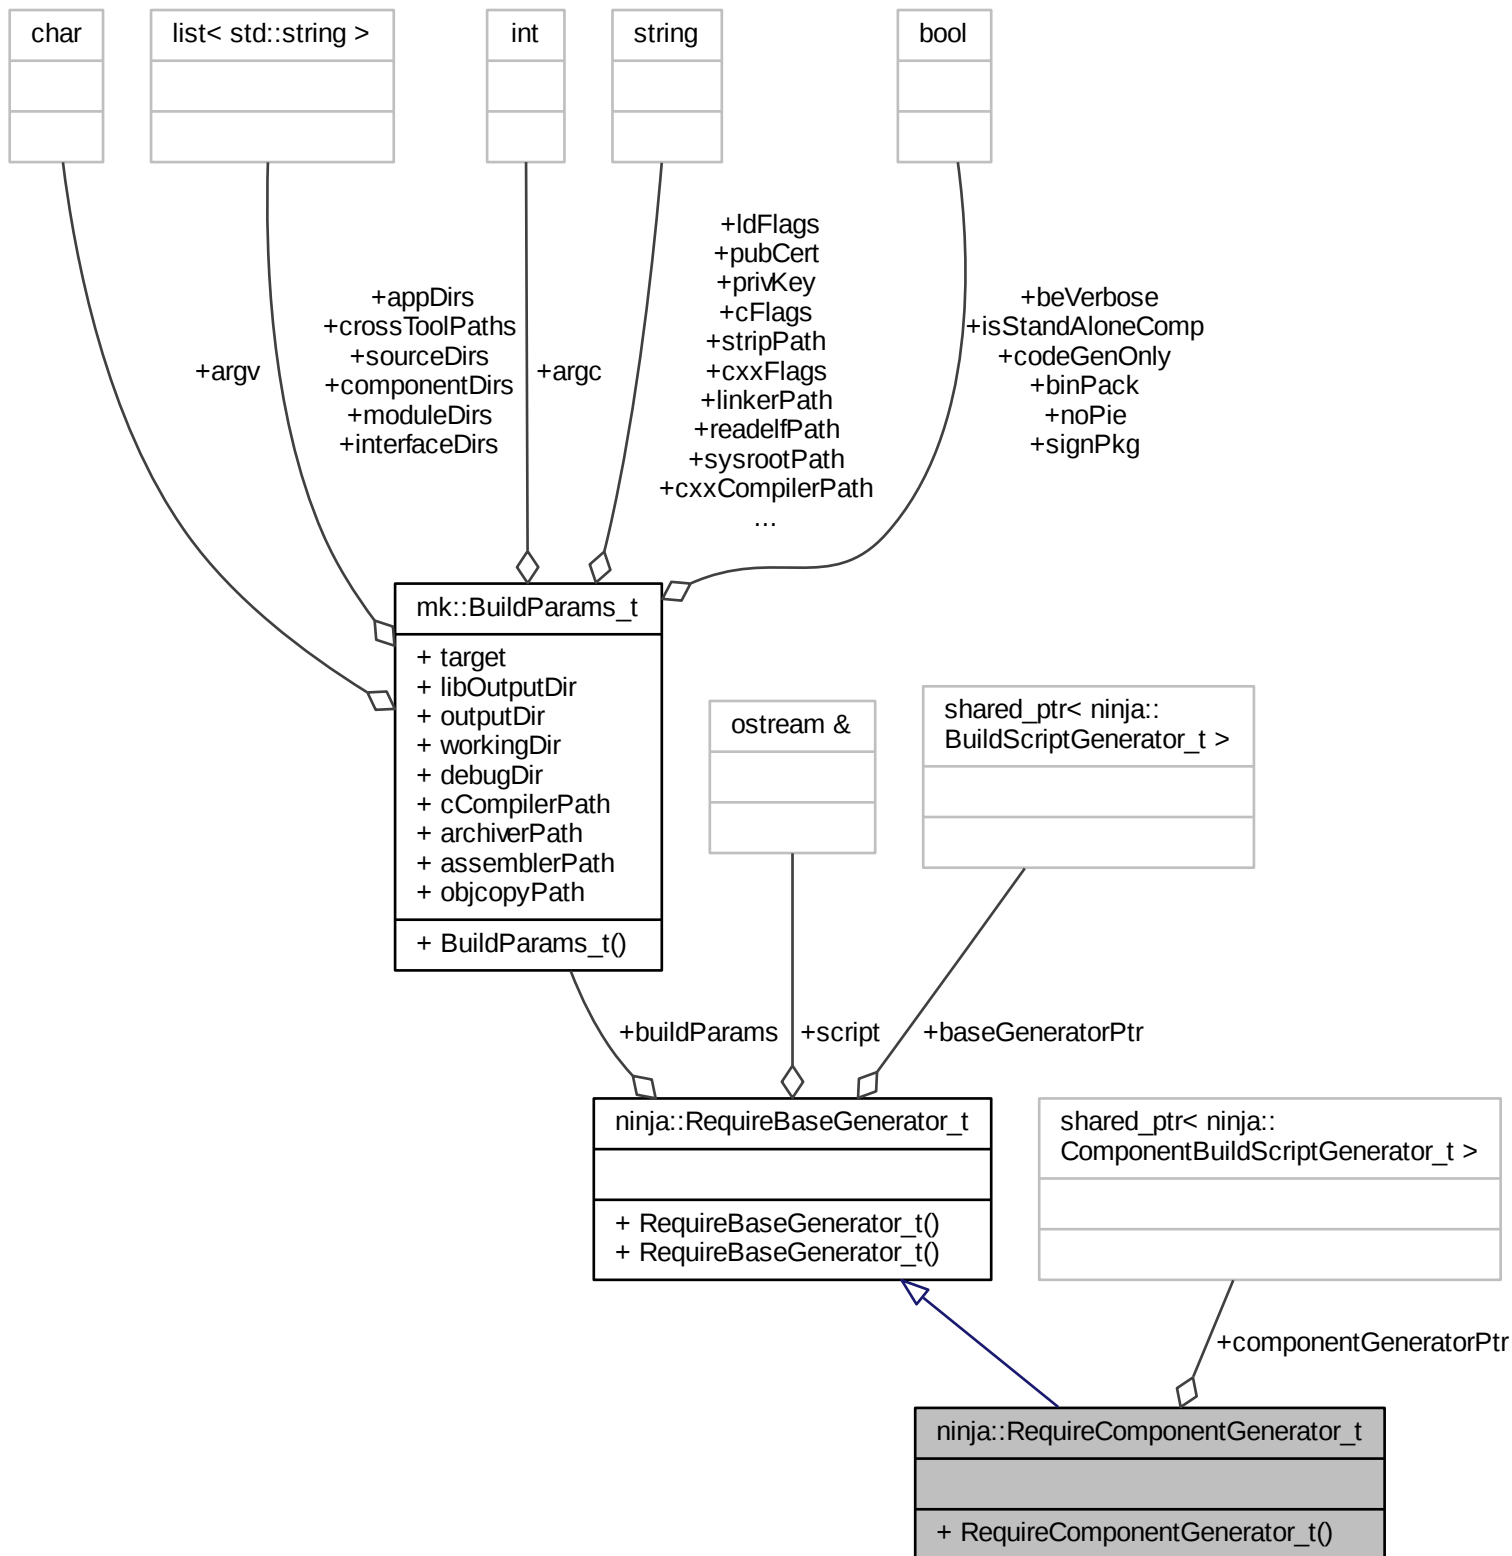 char
list< std::string >
int
string
bool
+argv
+appDirs
+crossToolPaths
+sourceDirs
+componentDirs
+moduleDirs
+interfaceDirs
+argc
+ldFlags
+pubCert
+privKey
+cFlags
+stripPath
+cxxFlags
+linkerPath
+readelfPath
+sysrootPath
+cxxCompilerPath
...
+beVerbose
+isStandAloneComp
+codeGenOnly
+binPack
+noPie
+signPkg
mk::BuildParams_t
+ target
+ libOutputDir
+ outputDir
+ workingDir
+ debugDir
+ cCompilerPath
+ archiverPath
+ assemblerPath
+ objcopyPath
+ BuildParams_t()
ostream &
shared_ptr< ninja::
BuildScriptGenerator_t >
+buildParams
+script
+baseGeneratorPtr
ninja::RequireBaseGenerator_t
+ RequireBaseGenerator_t()
+ RequireBaseGenerator_t()
shared_ptr< ninja::
ComponentBuildScriptGenerator_t >
+componentGeneratorPtr
ninja::RequireComponentGenerator_t
+ RequireComponentGenerator_t()